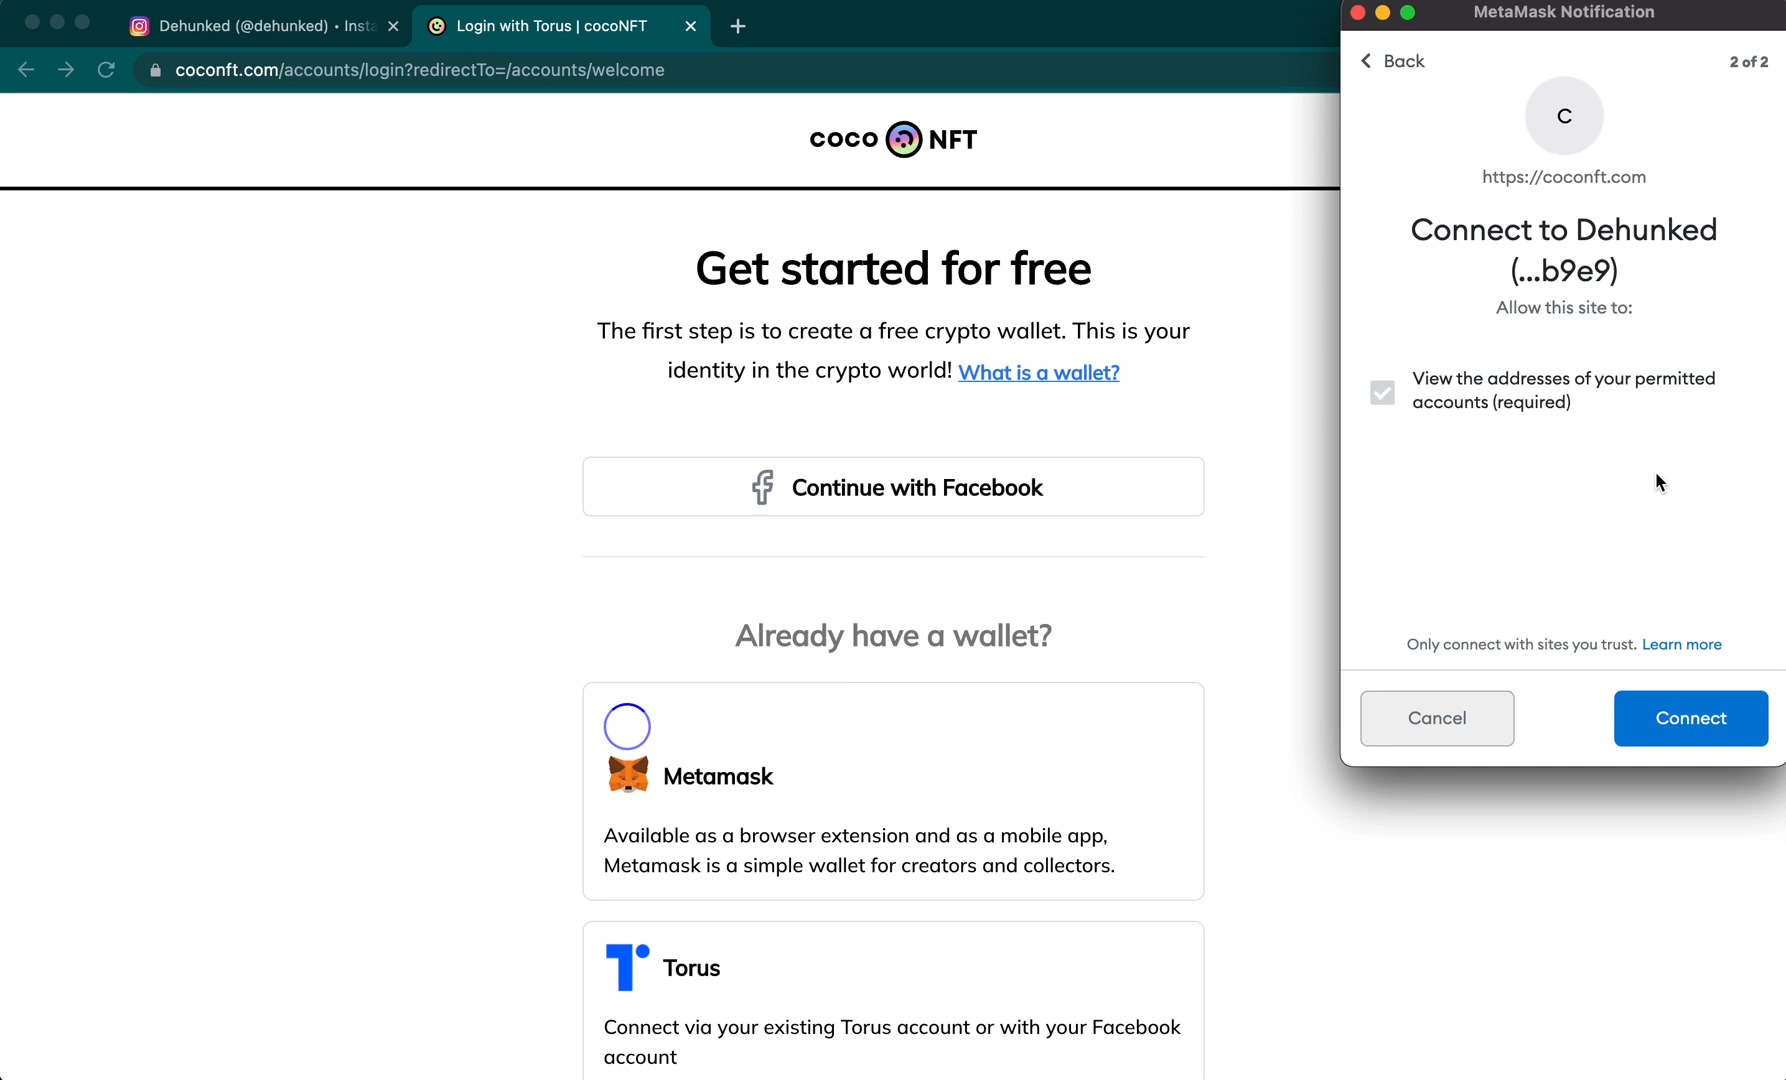 Dehunked (@dehunked) • Insta
Login with Torus | cocoNFT
coconft.com/accounts/login?redirectTo=/accounts/welcome
coco NFT
Get started for free
The first step is to create a free crypto wallet. This is your
identity in the crypto world! What is a wallet?
Continue with Facebook
Already have a wallet?
Metamask
Available as a browser extension and as a mobile app,
Metamask is a simple wallet for creators and collectors.
Torus
Connect via your existing Torus account or with your Facebook
account
MetaMask Notification
Back
2 of 2
C
https://coconft.com
Connect to Dehunked
(...b9e9)
Allow this site to:
View the addresses of your permitted
accounts (required)
Only connect with sites you trust. Learn more
Cancel
Connect